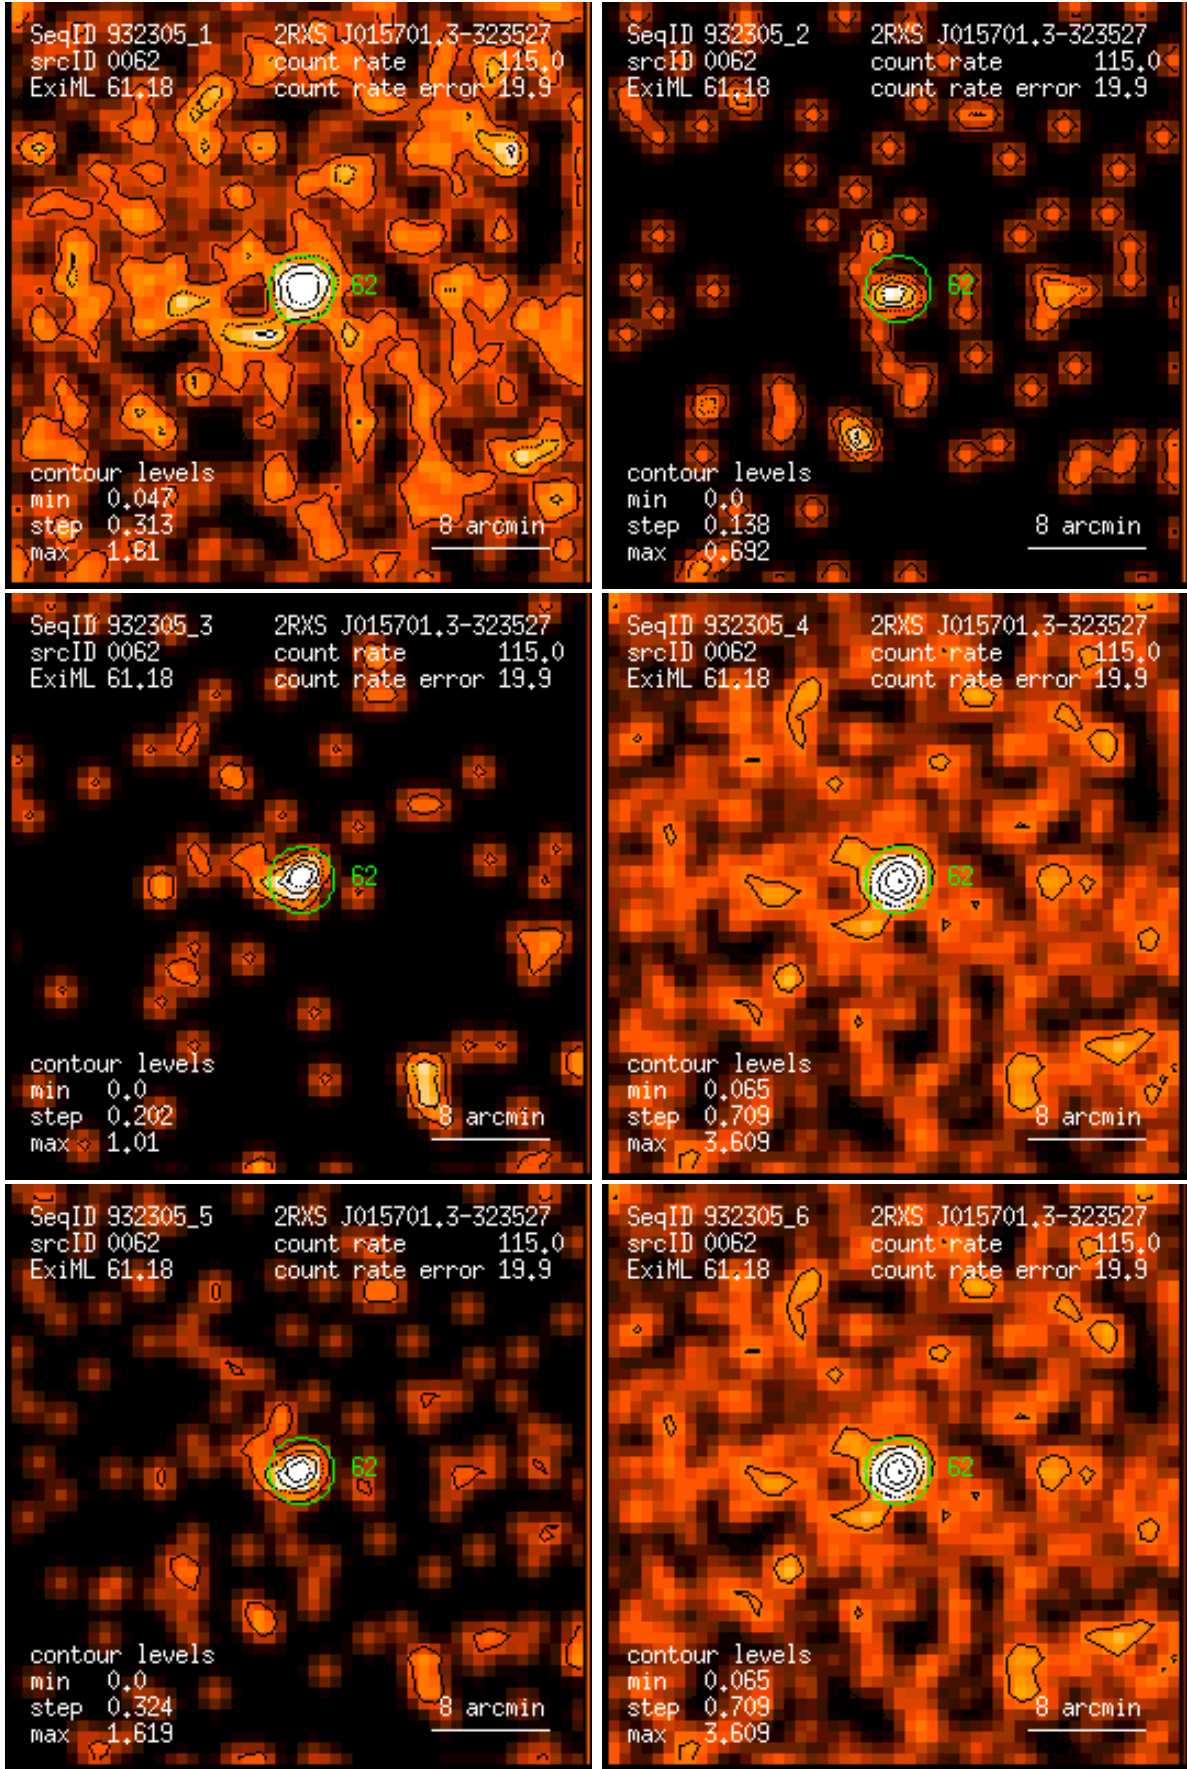 SeqID 932305_1 2RXS J015701.3-323527
srcID 0062 count rate 115.0
ExiML 61.18 count rate error 19.9
62
contour levels
min 0.047
step 0.313 8 arcmin
max 1.61
SeqID 932305_2 2RXS J015701.3-323527
srcID 0062 count rate 115.0
ExiML 61.18 count rate error 19.9
62
contour levels
min 0.0
step 0.138 8 arcmin
max 0.692
SeqID 932305_3 2RXS J015701.3-323527
srcID 0062 count rate 115.0
ExiML 61.18 count rate error 19.9
62
contour levels
min 0.0
step 0.202 8 arcmin
max 1.01
SeqID 932305_4 2RXS J015701.3-323527
srcID 0062 count rate 115.0
ExiML 61.18 count rate error 19.9
62
contour levels
min 0.065
step 0.709 8 arcmin
max 3.609
SeqID 932305_5 2RXS J015701.3-323527
srcID 0062 count rate 115.0
ExiML 61.18 count rate error 19.9
62
contour levels
min 0.0
step 0.324 8 arcmin
max 1.619
SeqID 932305_6 2RXS J015701.3-323527
srcID 0062 count rate 115.0
ExiML 61.18 count rate error 19.9
62
contour levels
min 0.065
step 0.709 8 arcmin
max 3.609